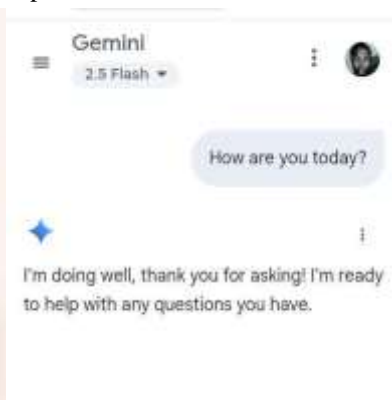 Gemini
2.5 Flash
How are you today?
I'm doing well, thank you for asking! I'm ready
to help with any questions you have.